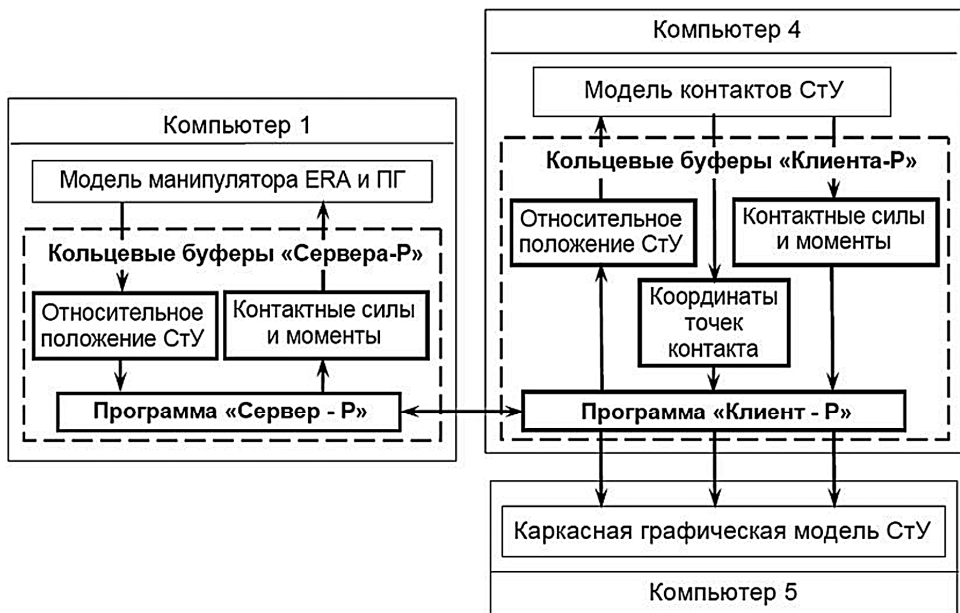 Компьютер 1
Модель манипулятора ERA и ПГ
Кольцевые буферы «Сервера-Р»
Относительное
положение СтУ
Контактные силы
и моменты
Программа «Сервер - Р»
Компьютер 4
Модель контактов СтУ
Кольцевые буферы «Клиента-Р»
Относительное
положение СтУ
Координаты
точек
контакта
Контактные силы
и моменты
Программа «Клиент - Р»
Каркасная графическая модель СтУ
Компьютер 5